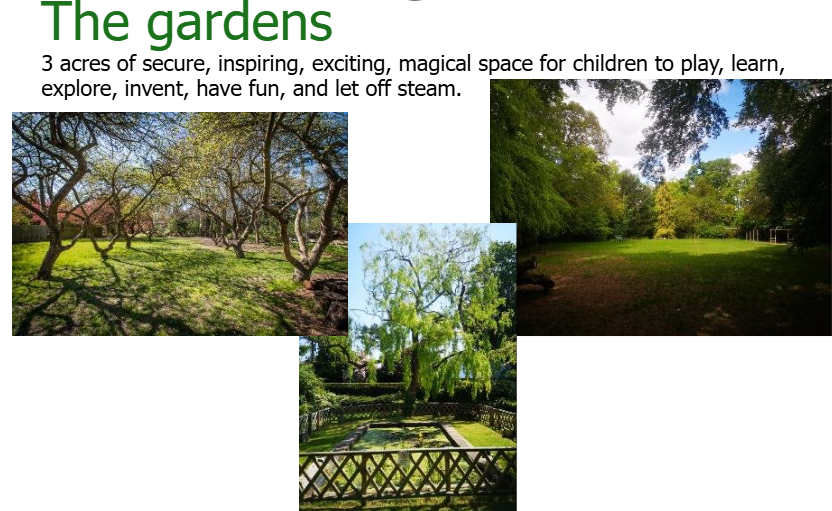 The gardens
3 acres of secure, inspiring, exciting, magical space for children to play, learn,
explore, invent, have fun, and let off steam.